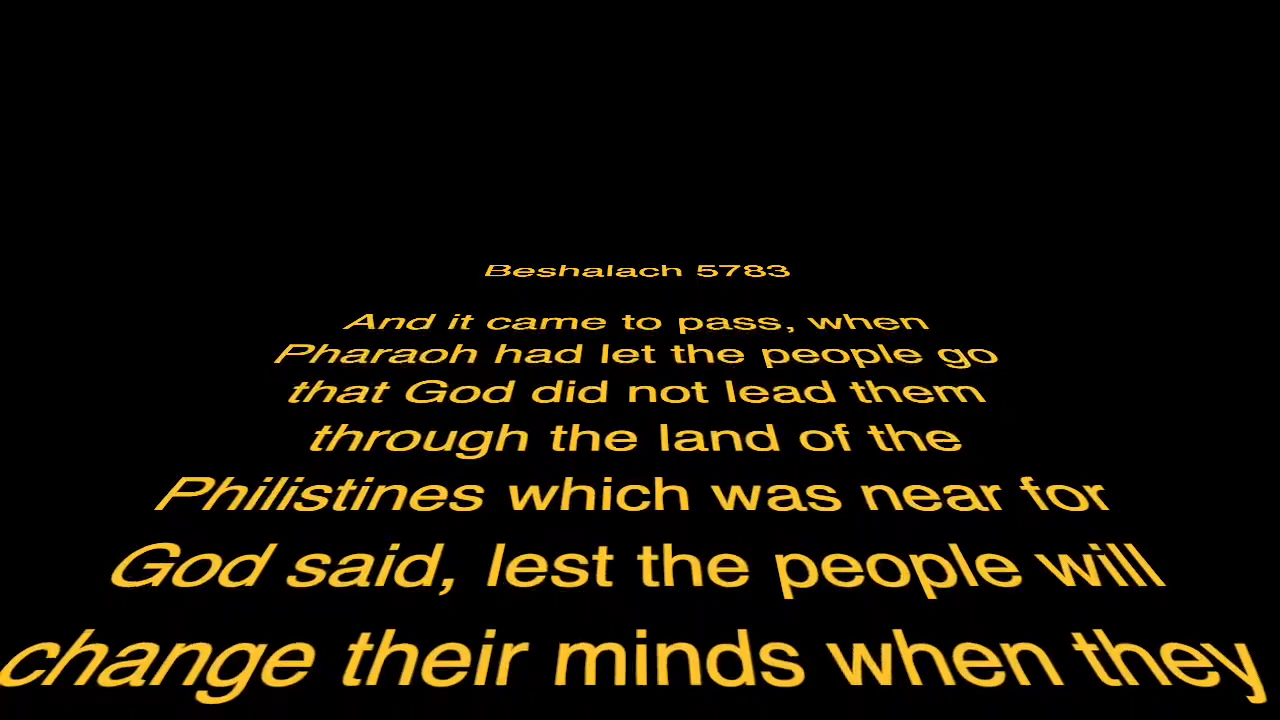 Beshalach 5783
And it came to pass, when
Pharaoh had let the people go
that God did not lead them
through the land of the
Philistines which was near for
God said, lest the people will
change their minds when they